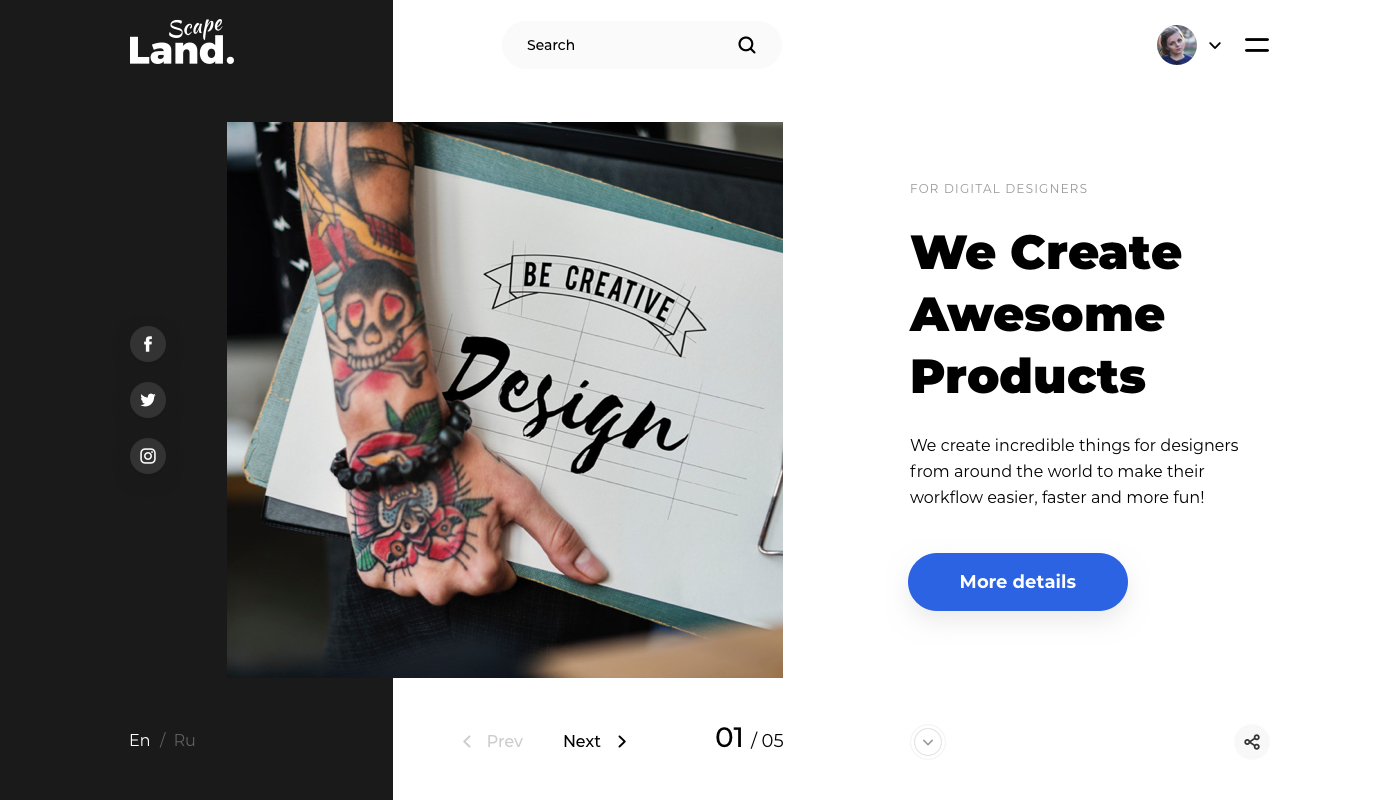 Scape
Land.
Search
FOR DIGITAL DESIGNERS
We Create
Awesome
Products
BE CREATIVE
Design
We create incredible things for designers
from around the world to make their
workflow easier, faster and more fun!
More details
En / Ru
Prev
Next
01 / 05